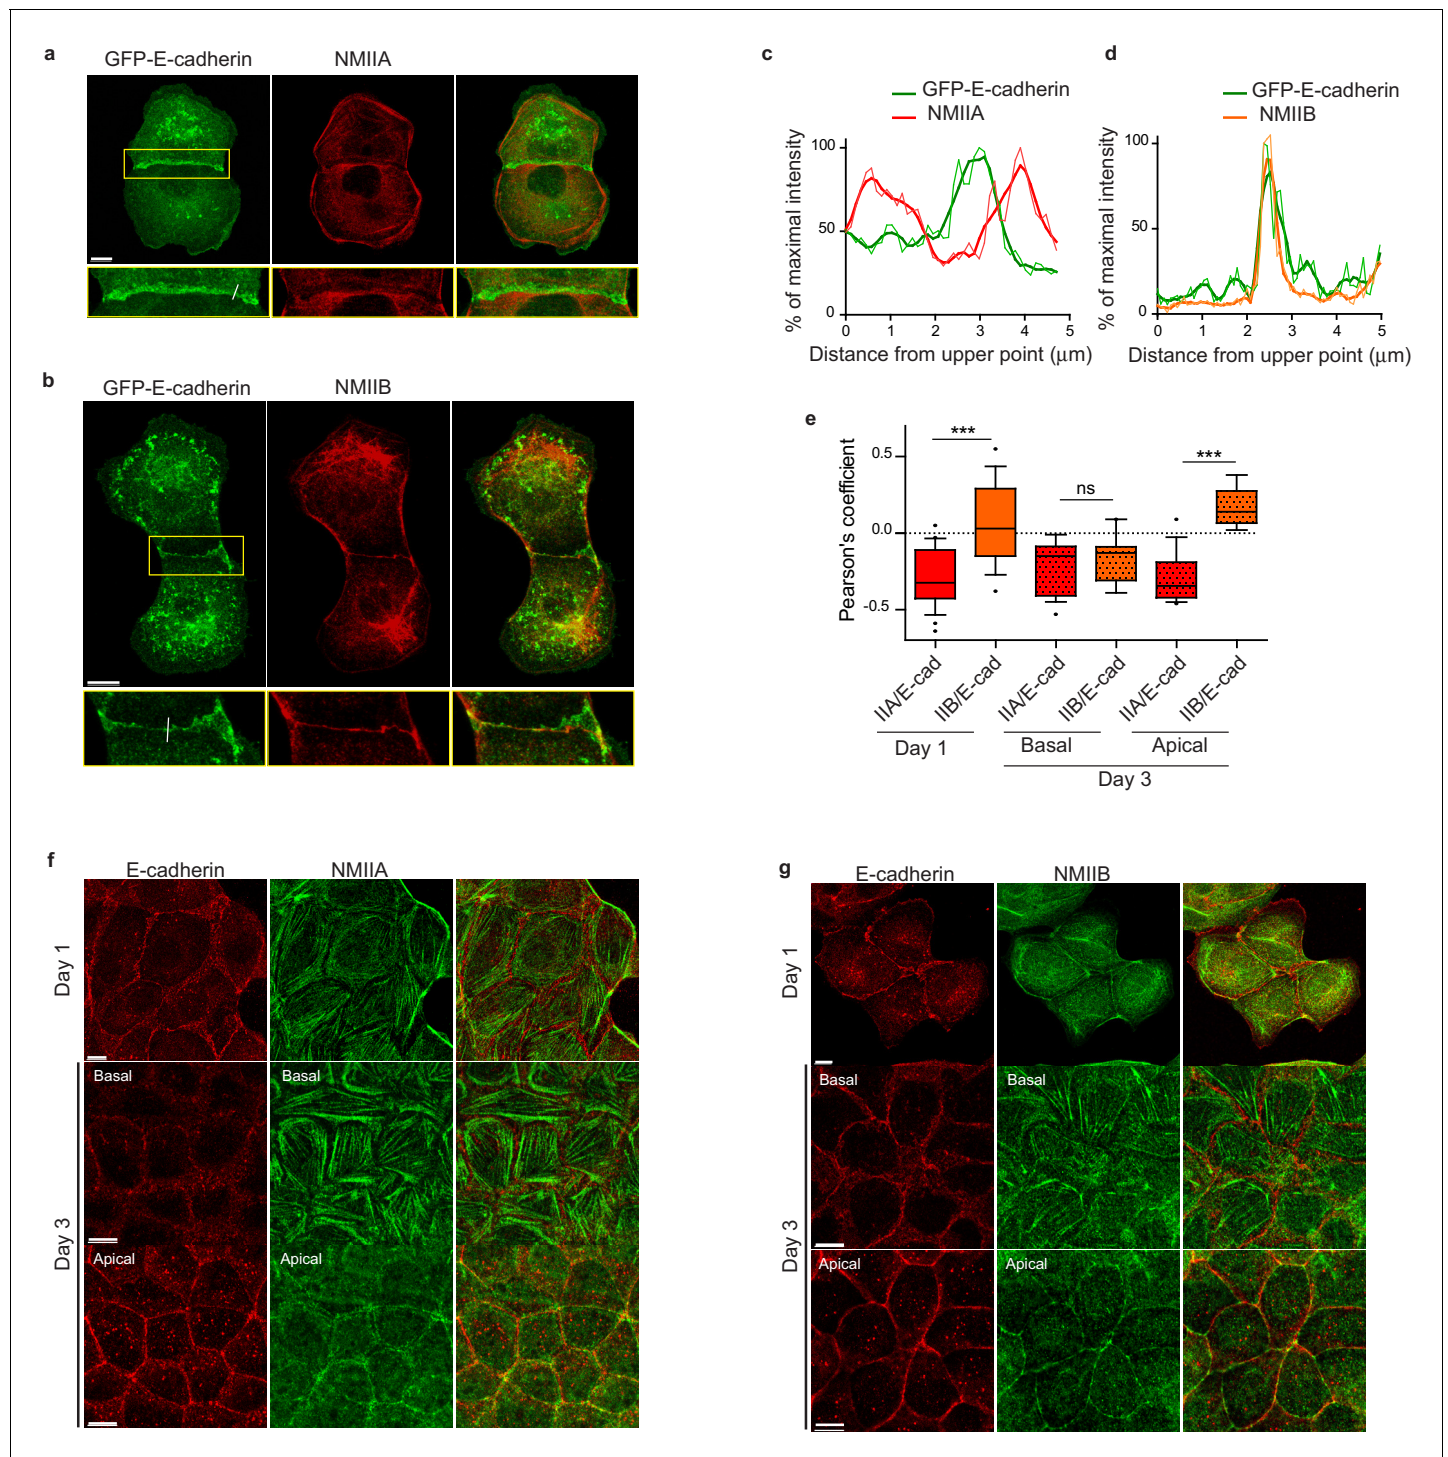 a
GFP-E-cadherin NMIIA
b
GFP-E-cadherin NMIIB
c
GFP-E-cadherin
NMIIA
% of maximal intensity
100
50
0
0 1 2 3 4 5
Distance from upper point (μm)
d
GFP-E-cadherin
NMIIB
% of maximal intensity
100
50
0
0 1 2 3 4 5
Distance from upper point (μm)
e
Pearson's coefficient
0.5
0.0
-0.5
*** ns ***
IIA/E-cad IIB/E-cad IIA/E-cad IIB/E-cad IIA/E-cad IIB/E-cad
Day 1 Basal Apical
Day 3
f
E-cadherin NMIIA
Day 1
Day 3
Basal Basal
Apical Apical
g
E-cadherin NMIIB
Day 1
Day 3
Basal Basal
Apical Apical